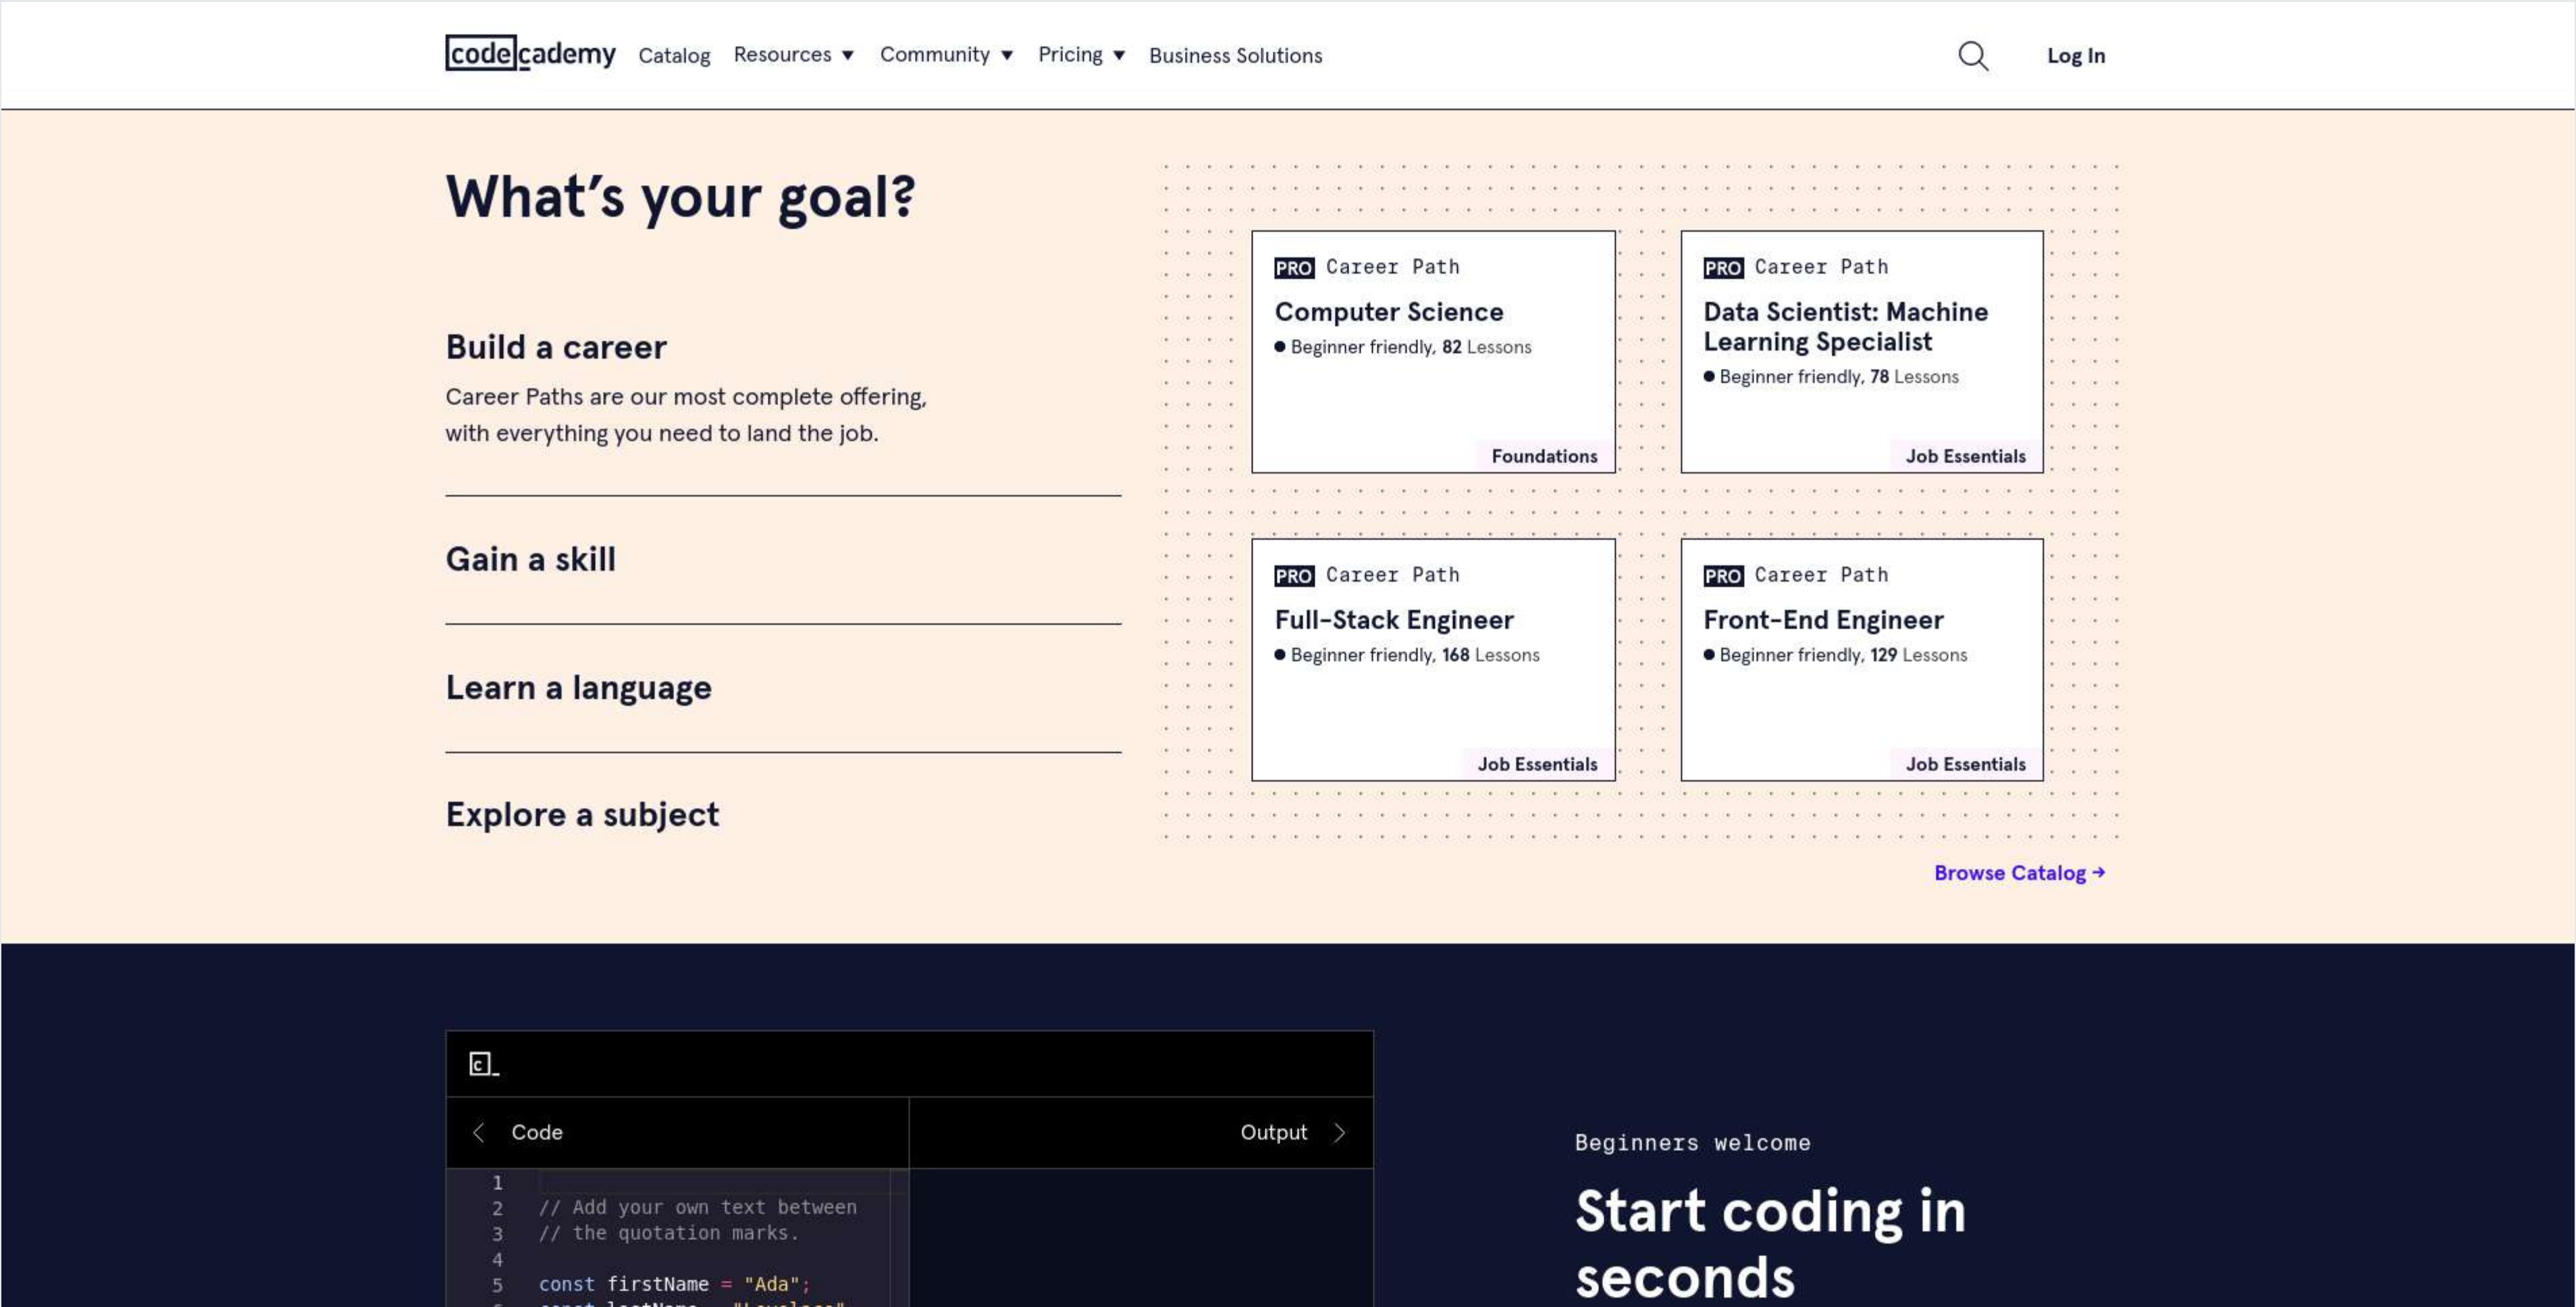 codecademy Catalog Resources Community Pricing Business Solutions Log In
What's your goal?
Build a career
Career Paths are our most complete offering,
with everything you need to land the job.
Gain a skill
Learn a language
Explore a subject
PRO Career Path
Computer Science
Beginner friendly, 82 Lessons
Foundations
PRO Career Path
Data Scientist: Machine
Learning Specialist
Beginner friendly, 78 Lessons
Job Essentials
PRO Career Path
Full-Stack Engineer
Beginner friendly, 168 Lessons
Job Essentials
PRO Career Path
Front-End Engineer
Beginner friendly, 129 Lessons
Job Essentials
Browse Catalog →
c_
Code
Output
1
2 // Add your own text between
3 // the quotation marks.
4
5 const firstName = "Ada";
Beginners welcome
Start coding in
seconds